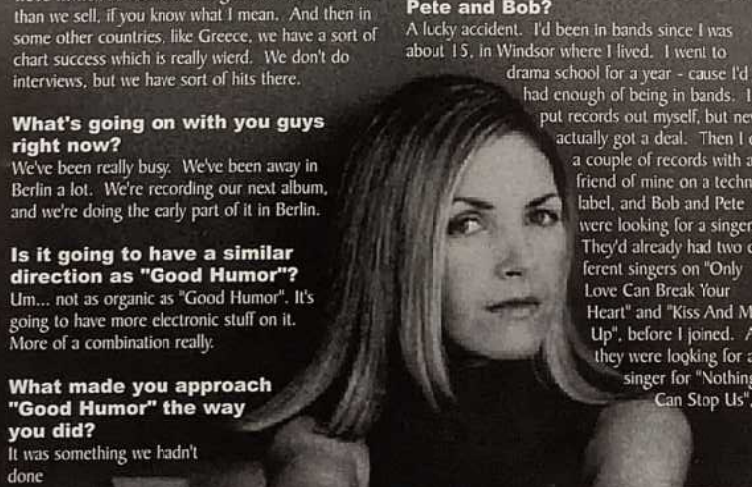 than we sell, if you know what I mean. And then in
some other countries, like Greece, we have a sort of
chart success which is really wierd. We don't do
interviews, but we have sort of hits there.
What's going on with you guys
right now?
We've been really busy. We've been away in
Berlin a lot. We're recording our next album,
and we're doing the early part of it in Berlin.
Is it going to have a similar
direction as "Good Humor"?
Um... not as organic as "Good Humor". It's
going to have more electronic stuff on it.
More of a combination really.
What made you approach
"Good Humor" the way
you did?
It was something we hadn't
done
Pete and Bob?
A lucky accident. I'd been in bands since I was
about 15, in Windsor where I lived. I went to
drama school for a year - cause I'd
had enough of being in bands. I
put records out myself, but
actually got a deal. Then I
a couple of records with a
friend of mine on a
label, and Bob and Pete
were looking for a singer
They'd already had two
ferent singers on "Only
Love Can Break Your
Heart" and "Kiss And
Up", before I joined.
they were looking for
singer for "Nothing
Can Stop Us",